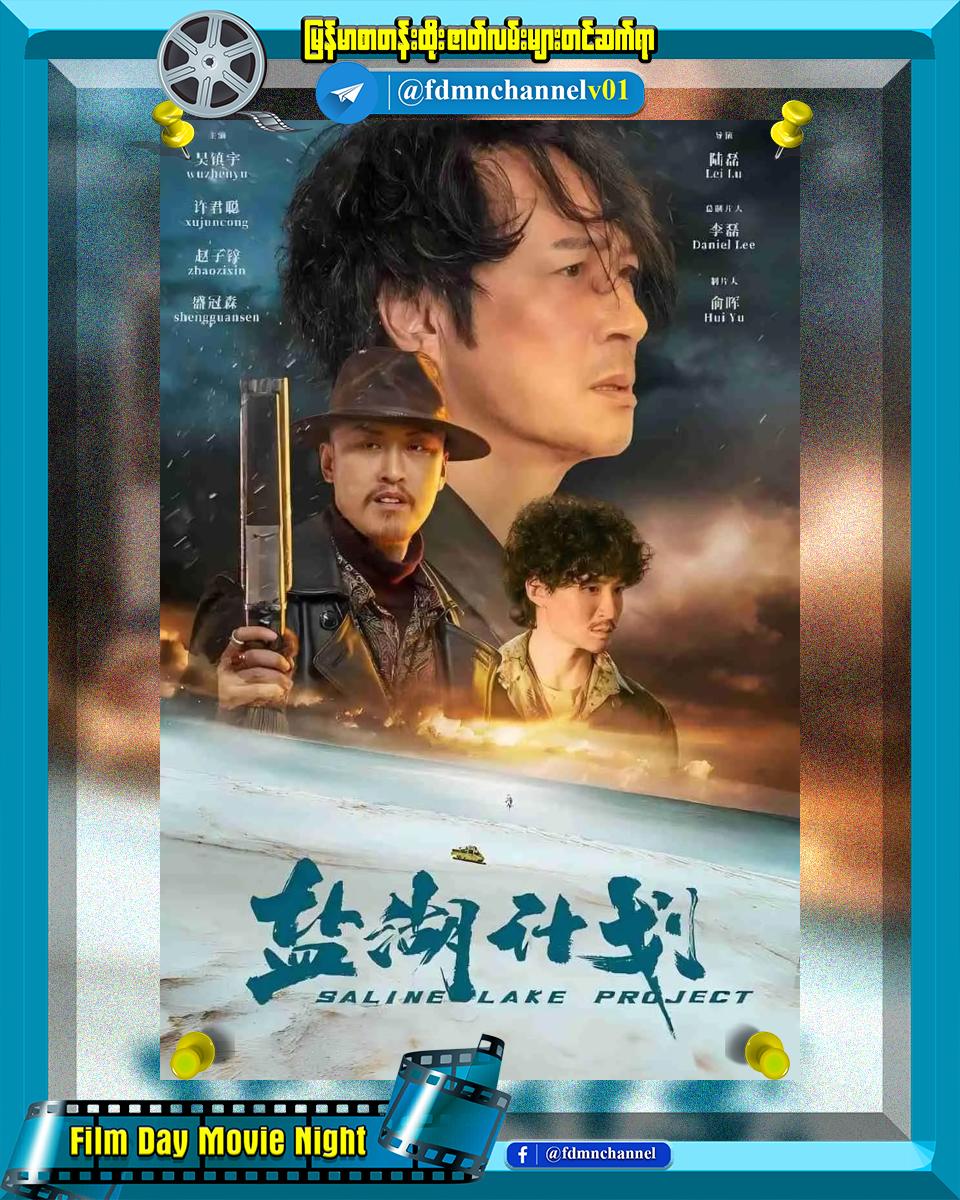 မြန်မာစာတန်းထိုးဇာတ်လမ်းများတင်ဆက်ရာ
@fdmnchannelv01
主演
吴镇宇
wuzhenyu
许君聪
xujuncong
赵子锌
zhaozixin
盛冠森
shengguansen
导演
陆磊
Lei Lu
总制片人
李磊
Daniel Lee
制片人
俞晖
Hui Yu
盐湖计划
SALINE LAKE PROJECT
Film Day Movie Night
@fdmnchannel